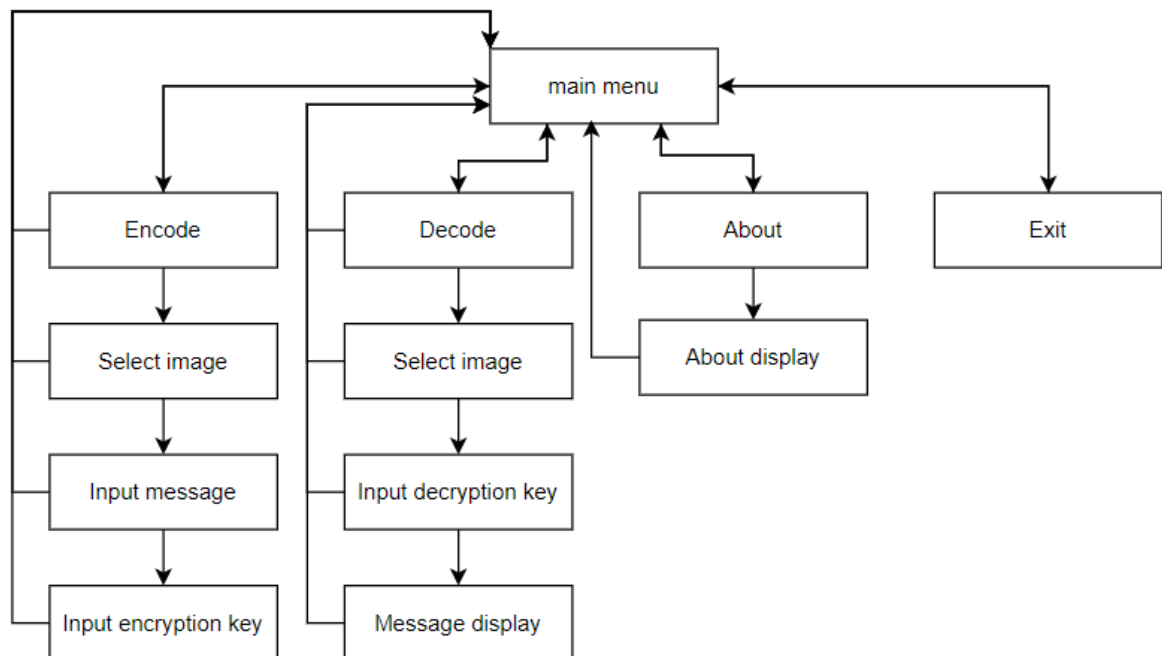 main menu
Encode
Decode
About
Exit
Select image
Select image
About display
Input message
Input decryption key
Input encryption key
Message display